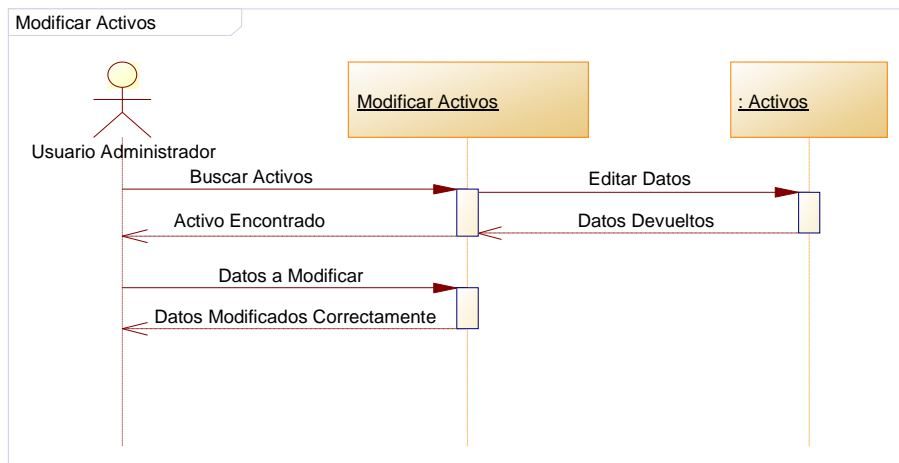 Modificar Activos
Modificar Activos
: Activos
Usuario Administrador
Buscar Activos
Editar Datos
Activo Encontrado
Datos Devueltos
Datos a Modificar
Datos Modificados Correctamente